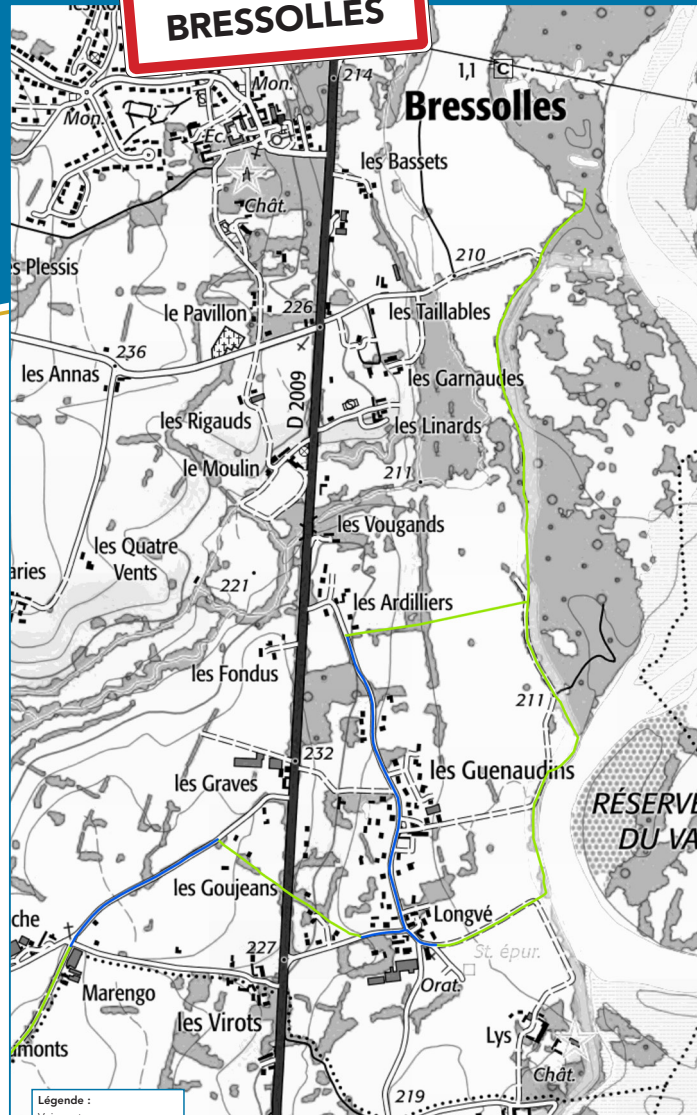 BRESSOLLES
214
1,1 C
Mon.
Mon.
Bressolles
Éc.
les Bassets
Chât.
210
s Plessis
le Pavillon
226
les Taillables
236
les Annas
les Garnaudes
D 2009
les Rigauds
les Linards
le Moulin
211
les Vougands
les Quatre
Vents
aries
221
les Ardilliers
les Fondus
211
232
les Graves
les Guenaudins
RÉSERVE
DU VA
les Goujeans
che
Longvé
227
St. épur.
Orat.
Marengo
les Virots
monts
Lys
Chât.
219
Légende :